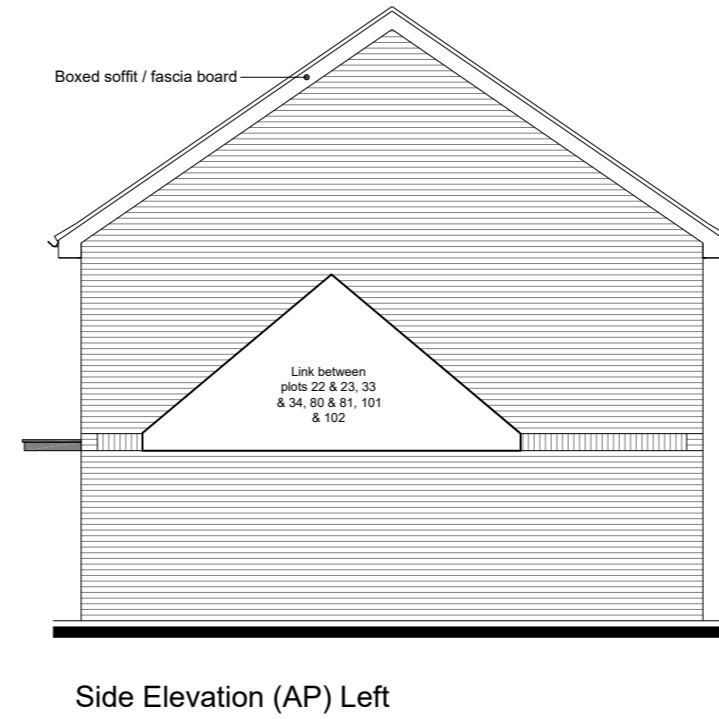 Boxed soffit / fascia board
Link between
plots 22 & 23, 33
& 34, 80 & 81, 101
& 102
Side Elevation (AP) Left